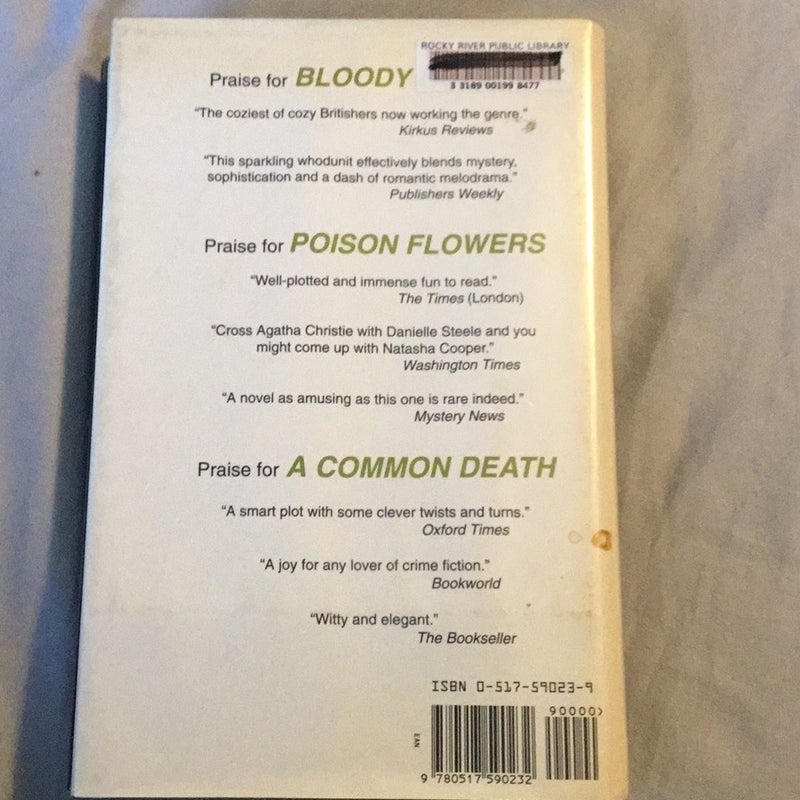 ROCKY RIVER PUBLIC LIBRARY
3 3189 00199 8477
Praise for BLOODY
"The coziest of cozy Britishers now working the genre."
Kirkus Reviews
"This sparkling whodunit effectively blends mystery,
sophistication and a dash of romantic melodrama."
Publishers Weekly
Praise for POISON FLOWERS
"Well-plotted and immense fun to read."
The Times (London)
"Cross Agatha Christie with Danielle Steele and you
might come up with Natasha Cooper."
Washington Times
"A novel as amusing as this one is rare indeed."
Mystery News
Praise for A COMMON DEATH
"A smart plot with some clever twists and turns."
Oxford Times
"A joy for any lover of crime fiction."
Bookworld
"Witty and elegant."
The Bookseller
ISBN 0-517-59023-9
90000>
EAN
9 780517 590232